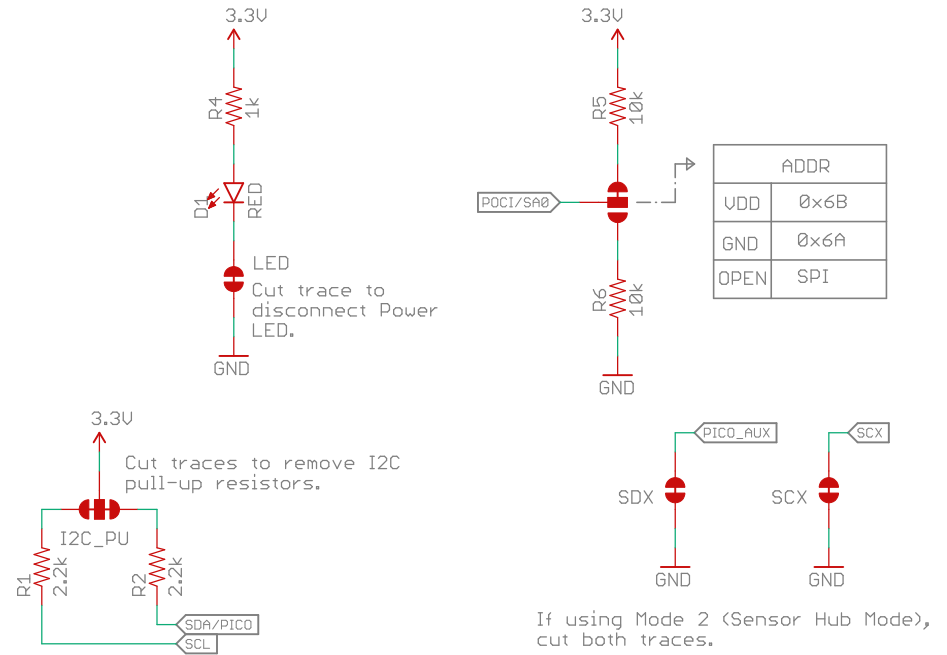 3.3V
R4
1k
D1
RED
LED
Cut trace to
disconnect Power
LED.
GND
3.3V
R5
10k
POCI/SA0
R6
10k
GND
ADDR
VDD 0x6B
GND 0x6A
OPEN SPI
3.3V
Cut traces to remove I2C
pull-up resistors.
I2C_PU
R1
2.2k
R2
2.2k
SDA/PICO
SCL
PICO_AUX
SDX
GND
SCX
SCX
GND
If using Mode 2 (Sensor Hub Mode),
cut both traces.